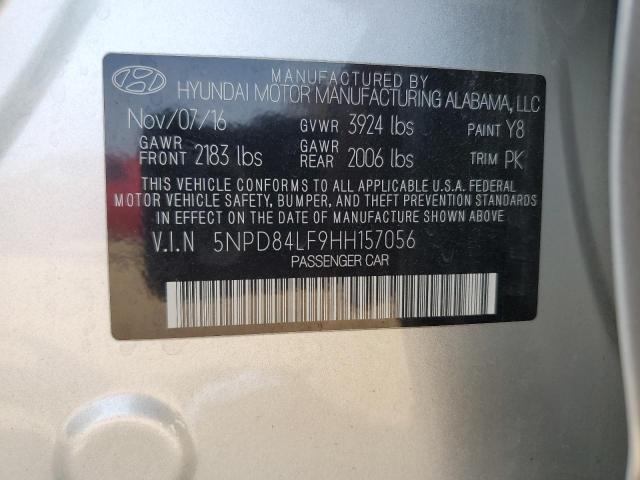 MANUFACTURED BY
HYUNDAI MOTOR MANUFACTURING ALABAMA, LLC
Nov/07/16 GVWR 3924 lbs PAINT Y8
GAWR FRONT 2183 lbs GAWR REAR 2006 lbs TRIM PK
THIS VEHICLE CONFORMS TO ALL APPLICABLE U.S.A. FEDERAL
MOTOR VEHICLE SAFETY, BUMPER, AND THEFT PREVENTION STANDARDS
IN EFFECT ON THE DATE OF MANUFACTURE SHOWN ABOVE.
V.I.N 5NPD84LF9HH157056
PASSENGER CAR